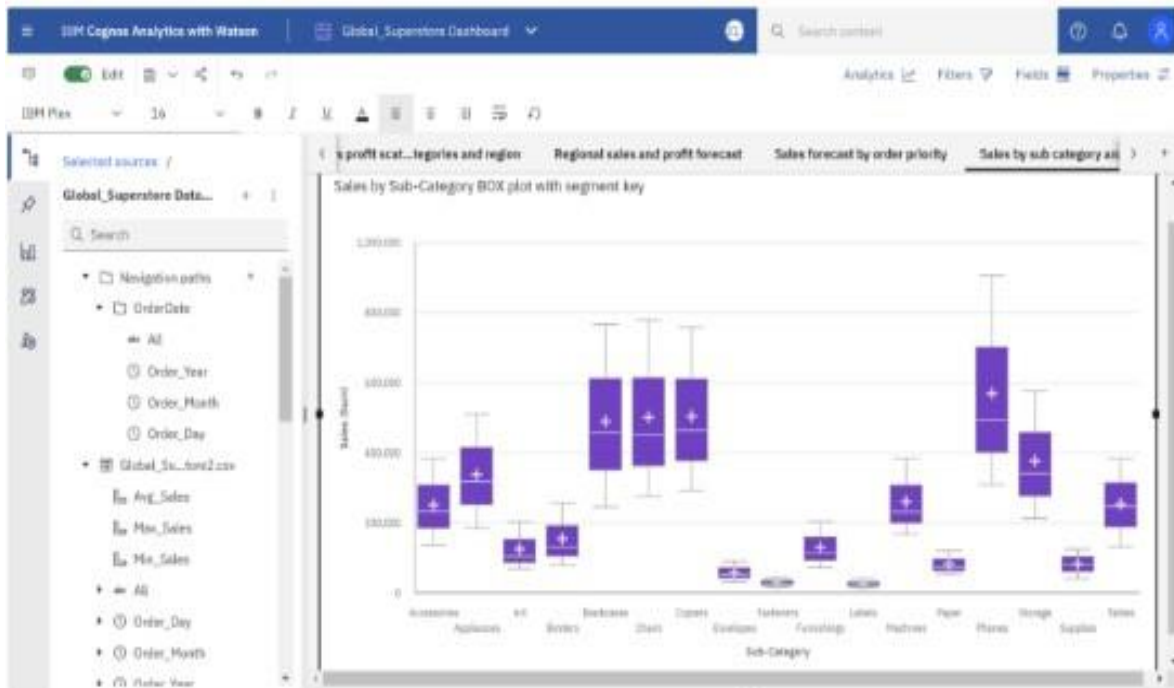 IBM Cognos Analytics with Watson
Global_Superstore Dashboard
Search content
Edit
Analytics
Filters
Fields
Properties
IBM Plex
16
B
I
U
A
Selected sources /
s profit scat...tegories and region
Regional sales and profit forecast
Sales forecast by order priority
Sales by sub category an
Global_Superstore Data...
Sales by Sub-Category BOX plot with segment key
Search
Navigation paths
OrderDate
All
Order_Year
Order_Month
Order_Day
Global_Su...tore2.csv
Avg_Sales
Max_Sales
Min_Sales
All
Order_Day
Order_Month
Order_Year
Sales (Sum)
1,000,000
800,000
600,000
400,000
200,000
0
Accessories
Appliances
Art
Binders
Bookcases
Chairs
Copiers
Envelopes
Fasteners
Furnishings
Labels
Machines
Paper
Phones
Storage
Supplies
Tables
Sub-Category